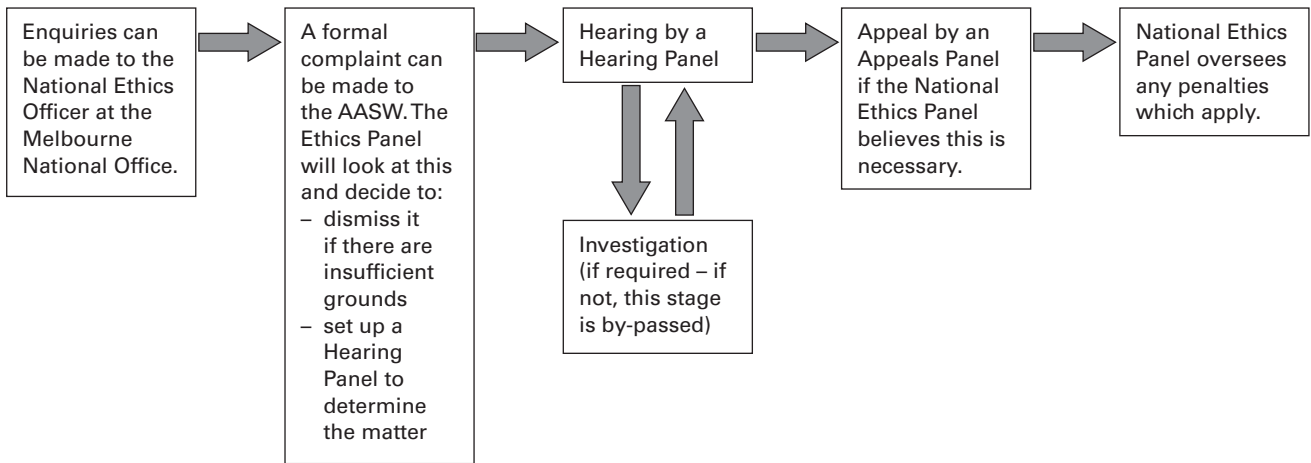 Enquiries can
be made to the
National Ethics
Officer at the
Melbourne
National Office.
A formal
complaint can
be made to
the AASW. The
Ethics Panel
will look at this
and decide to:
– dismiss it
if there are
insufficient
grounds
– set up a
Hearing
Panel to
determine
the matter
Hearing by a
Hearing Panel
Investigation
(if required – if
not, this stage
is by-passed)
Appeal by an
Appeals Panel
if the National
Ethics Panel
believes this is
necessary.
National Ethics
Panel oversees
any penalties
which apply.